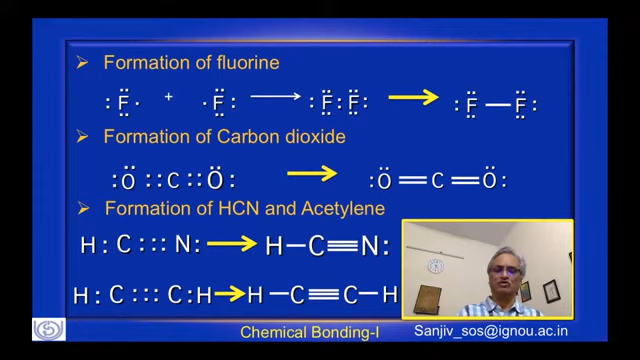 ➢ Formation of fluorine
:F̈· + ·F̈: ⟶ :F̈:F̈: ⟶ :F̈—F̈:
➢ Formation of Carbon dioxide
:Ö :: C :: Ö: ⟶ :Ö=C=Ö:
➢ Formation of HCN and Acetylene
H : C ::: N: ⟶ H—C≡N:
H : C ::: C : H ⟶ H—C≡C—H
Chemical Bonding-I
Sanjiv_sos@ignou.ac.in